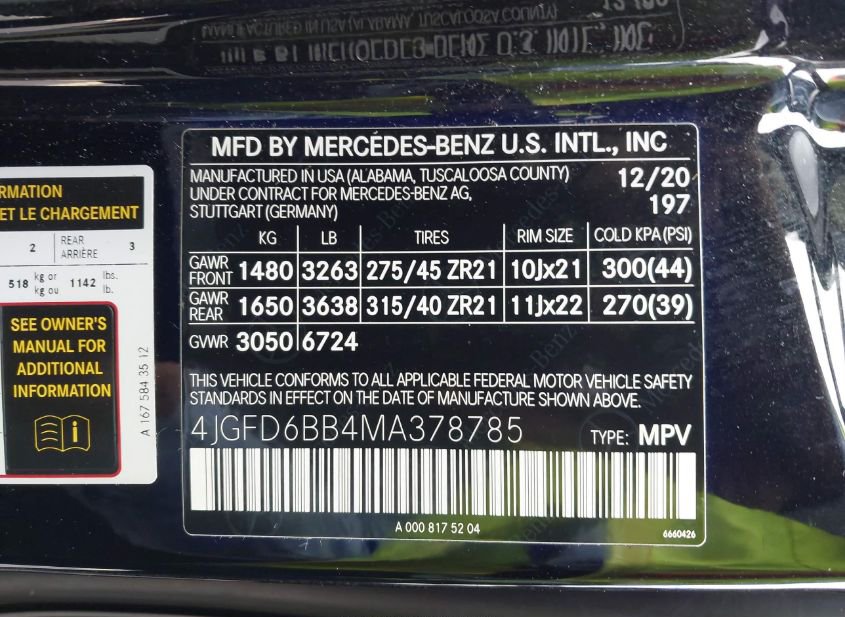 MFD BY MERCEDES-BENZ U.S. INTL., INC
MANUFACTURED IN USA (ALABAMA, TUSCALOOSA COUNTY) 12/20
UNDER CONTRACT FOR MERCEDES-BENZ AG, 197
STUTTGART (GERMANY)
KG LB TIRES RIM SIZE COLD KPA (PSI)
GAWR FRONT 1480 3263 275/45 ZR21 10Jx21 300(44)
GAWR REAR 1650 3638 315/40 ZR21 11Jx22 270(39)
GVWR 3050 6724
THIS VEHICLE CONFORMS TO ALL APPLICABLE FEDERAL MOTOR VEHICLE SAFETY
STANDARDS IN EFFECT ON THE DATE OF MANUFACTURE SHOWN ABOVE.
4JGFD6BB4MA378785 TYPE: MPV
A 000 817 52 04
6660426
RMATION
ET LE CHARGEMENT
2 REAR 3
ARRIÈRE
518 kg or 1142 lbs.
kg ou lb.
SEE OWNER'S
MANUAL FOR
ADDITIONAL
INFORMATION
i
A 167 584 35 12